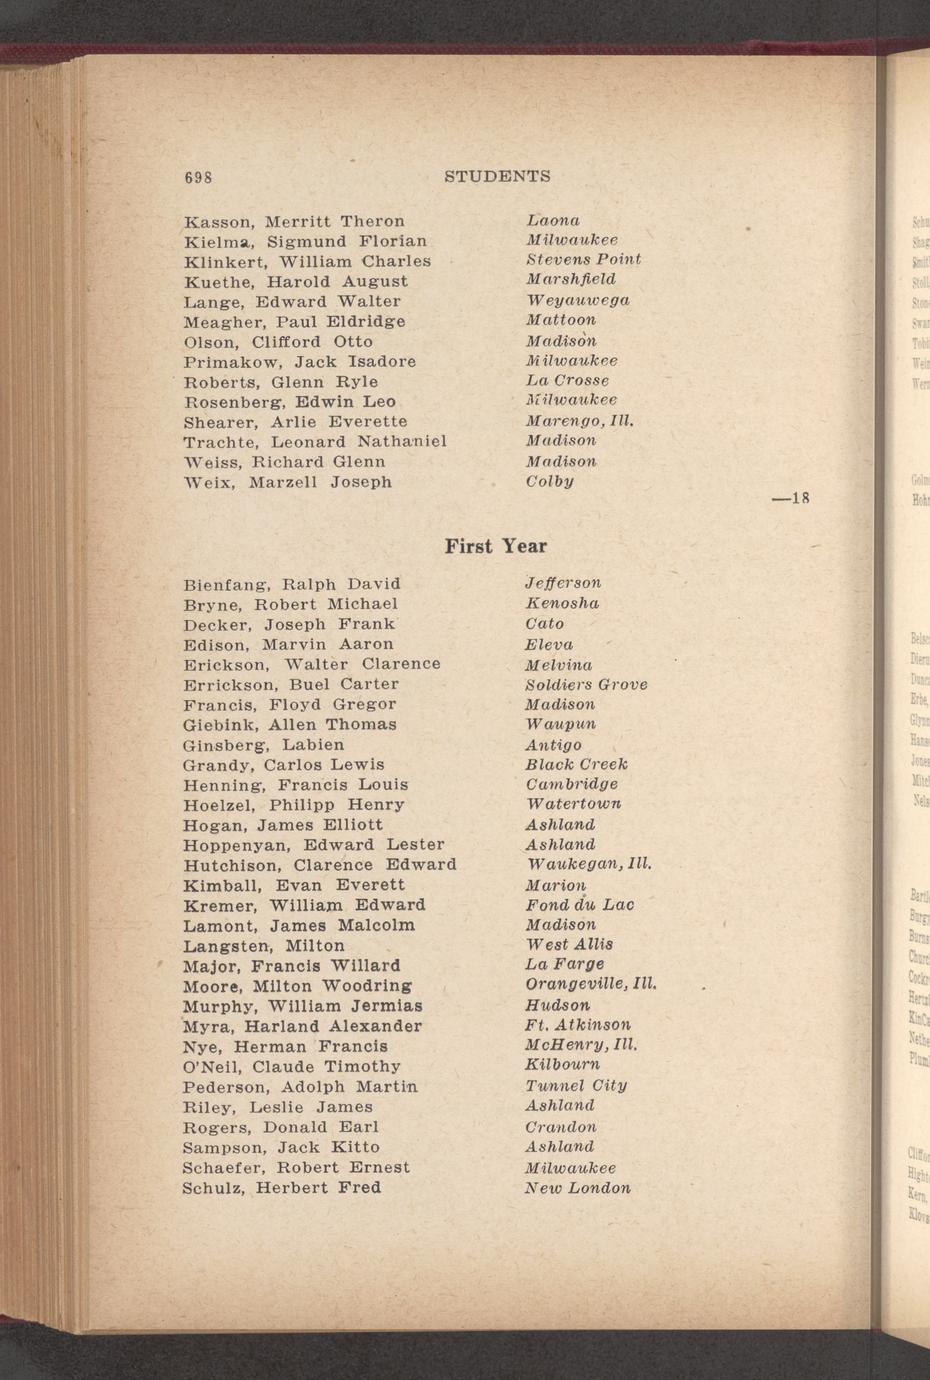 698 STUDENTS
Kasson, Merritt Theron Laona
Kielma, Sigmund Florian Milwaukee
Klinkert, William Charles Stevens Point
Kuethe, Harold August Marshfield
Lange, Edward Walter Weyauwega
Meagher, Paul Eldridge Mattoon
Olson, Clifford Otto Madison
Primakow, Jack Isadore Milwaukee
Roberts, Glenn Ryle La Crosse
Rosenberg, Edwin Leo Milwaukee
Shearer, Arlie Everette Marengo, Ill.
Trachte, Leonard Nathaniel Madison
Weiss, Richard Glenn Madison
Weix, Marzell Joseph Colby
—18
First Year
Bienfang, Ralph David Jefferson
Bryne, Robert Michael Kenosha
Decker, Joseph Frank Cato
Edison, Marvin Aaron Eleva
Erickson, Walter Clarence Melvina
Errickson, Buel Carter Soldiers Grove
Francis, Floyd Gregor Madison
Giebink, Allen Thomas Waupun
Ginsberg, Labien Antigo
Grandy, Carlos Lewis Black Creek
Henning, Francis Louis Cambridge
Hoelzel, Philipp Henry Watertown
Hogan, James Elliott Ashland
Hoppenyan, Edward Lester Ashland
Hutchison, Clarence Edward Waukegan, Ill.
Kimball, Evan Everett Marion
Kremer, William Edward Fond du Lac
Lamont, James Malcolm Madison
Langsten, Milton West Allis
Major, Francis Willard La Farge
Moore, Milton Woodring Orangeville, Ill.
Murphy, William Jermias Hudson
Myra, Harland Alexander Ft. Atkinson
Nye, Herman Francis McHenry, Ill.
O'Neil, Claude Timothy Kilbourn
Pederson, Adolph Martin Tunnel City
Riley, Leslie James Ashland
Rogers, Donald Earl Crandon
Sampson, Jack Kitto Ashland
Schaefer, Robert Ernest Milwaukee
Schulz, Herbert Fred New London